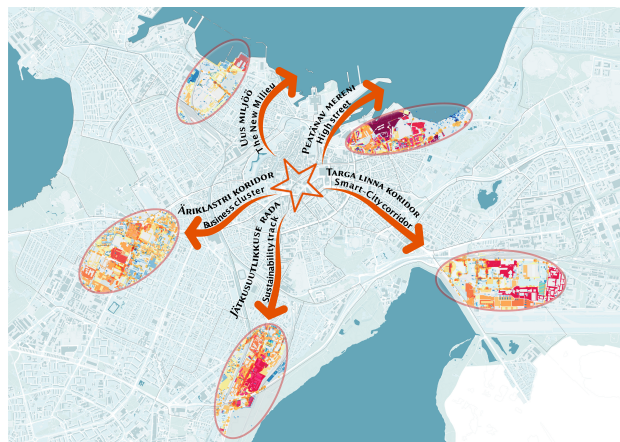 Uus miljöö
The New Milieu
Peatänav mereni
High street
Äriklastri koridor
Business cluster
Targa linna koridor
Smart-City corridor
Jätkusuutlikkuse rada
Sustainability track